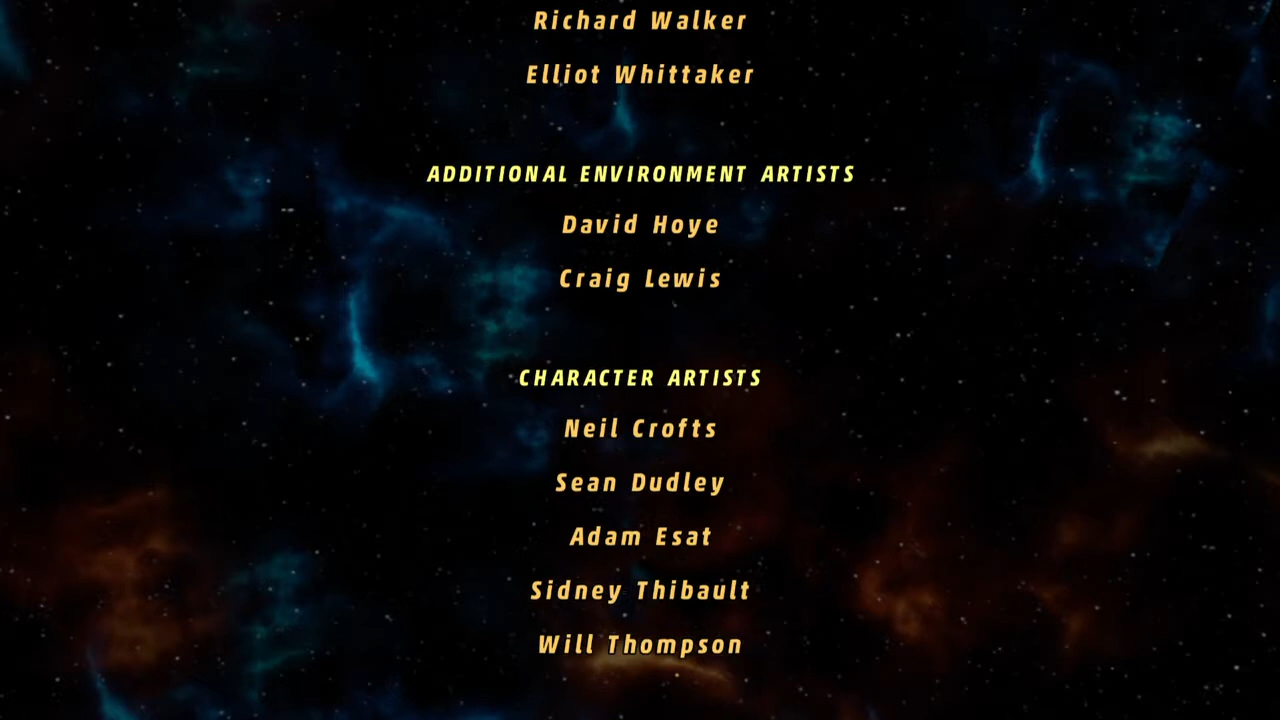 Richard Walker
Elliot Whittaker
ADDITIONAL ENVIRONMENT ARTISTS
David Hoye
Craig Lewis
CHARACTER ARTISTS
Neil Crofts
Sean Dudley
Adam Esat
Sidney Thibault
Will Thompson